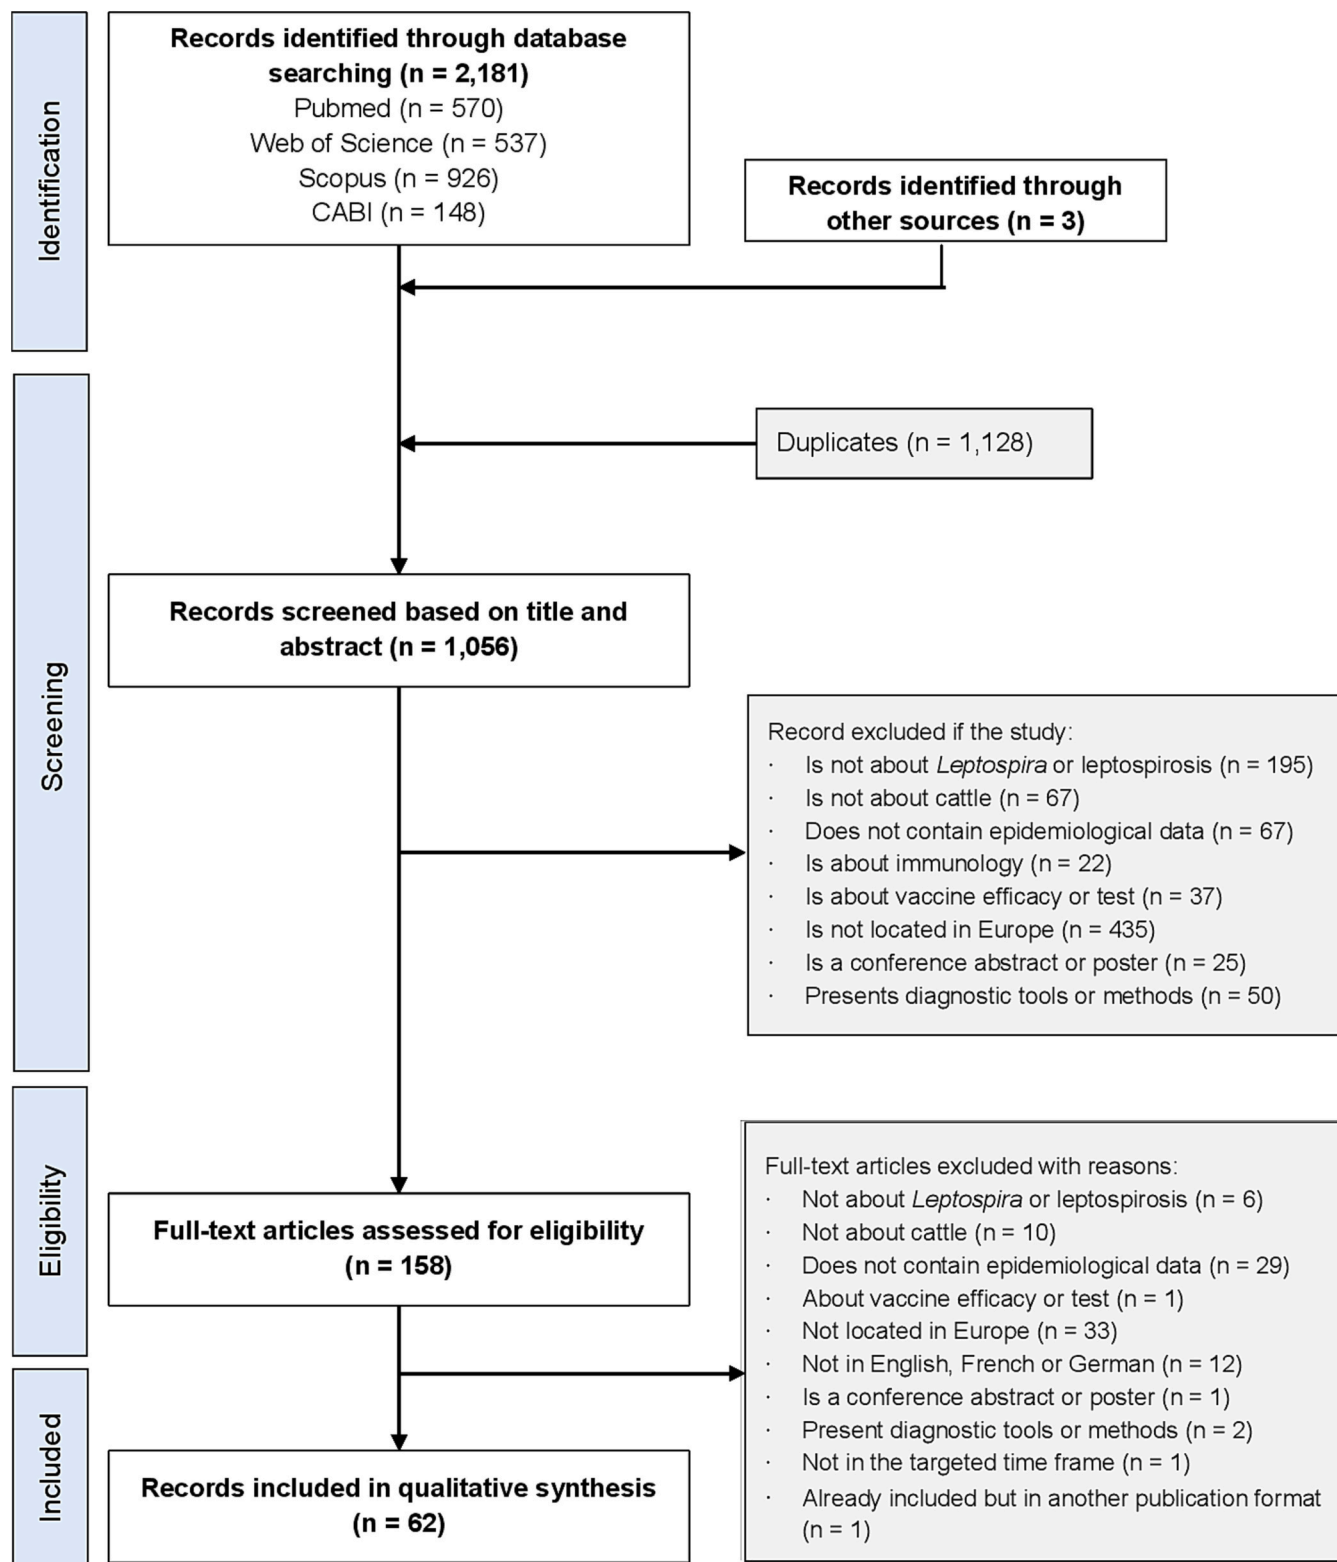 Identification
Records identified through database
searching (n = 2,181)
Pubmed (n = 570)
Web of Science (n = 537)
Scopus (n = 926)
CABI (n = 148)
Records identified through
other sources (n = 3)
Screening
Duplicates (n = 1,128)
Records screened based on title and
abstract (n = 1,056)
Record excluded if the study:
· Is not about Leptospira or leptospirosis (n = 195)
· Is not about cattle (n = 67)
· Does not contain epidemiological data (n = 67)
· Is about immunology (n = 22)
· Is about vaccine efficacy or test (n = 37)
· Is not located in Europe (n = 435)
· Is a conference abstract or poster (n = 25)
· Presents diagnostic tools or methods (n = 50)
Eligibility
Full-text articles assessed for eligibility
(n = 158)
Full-text articles excluded with reasons:
· Not about Leptospira or leptospirosis (n = 6)
· Not about cattle (n = 10)
· Does not contain epidemiological data (n = 29)
· About vaccine efficacy or test (n = 1)
· Not located in Europe (n = 33)
· Not in English, French or German (n = 12)
· Is a conference abstract or poster (n = 1)
· Present diagnostic tools or methods (n = 2)
· Not in the targeted time frame (n = 1)
· Already included but in another publication format
(n = 1)
Included
Records included in qualitative synthesis
(n = 62)